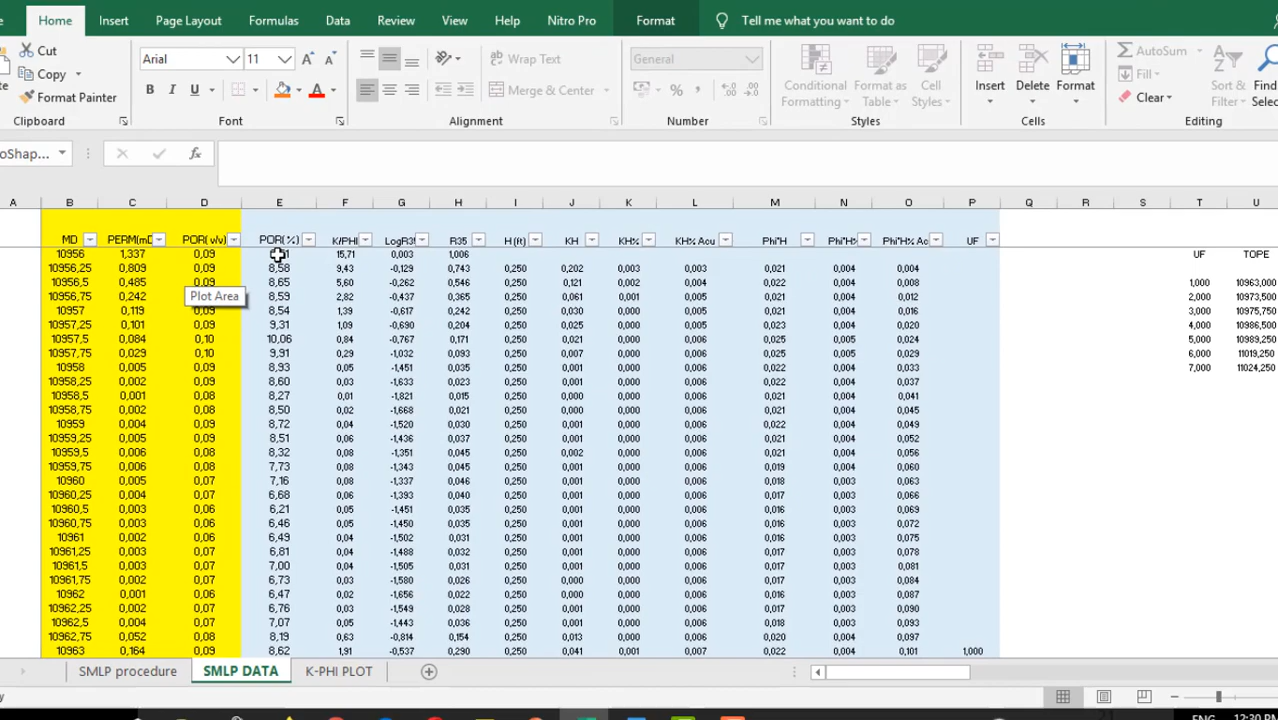 Home Insert Page Layout Formulas Data Review View Help Nitro Pro Format Tell me what you want to do
Cut
Copy
Format Painter
Clipboard
Arial 11
B I U
Font
Wrap Text
Merge & Center
Alignment
General
% ,
Number
Conditional Formatting
Format as Table
Cell Styles
Styles
Insert Delete Format
Cells
AutoSum
Fill
Clear
Sort & Filter
Find
Editing
oShap...
fx
A B C D E F G H I J K L M N O P Q R S T U
MD PERM(mD POR( v/v) POR( %) K/PHI LogR3 R35 H (ft) KH KH% KH% Acu Phi*H Phi*H% Phi*H% Ac UF
10956 1,337 0,09 15,71 0,003 1,006 UF TOPE
10956,25 0,809 0,09 8,58 9,43 -0,129 0,743 0,250 0,202 0,003 0,003 0,021 0,004 0,004
10956,5 0,485 0,09 8,65 5,60 -0,262 0,546 0,250 0,121 0,002 0,004 0,022 0,004 0,008 1,000 10963,000
10956,75 0,242 8,59 2,82 -0,437 0,365 0,250 0,061 0,001 0,005 0,022 0,004 0,012 2,000 10973,500
Plot Area
10957 0,119 0,09 8,54 1,39 -0,617 0,242 0,250 0,030 0,000 0,005 0,021 0,004 0,016 3,000 10975,750
10957,25 0,101 0,09 9,31 1,09 -0,690 0,204 0,250 0,025 0,000 0,005 0,023 0,004 0,020 4,000 10986,500
10957,5 0,084 0,10 10,06 0,84 -0,767 0,171 0,250 0,021 0,000 0,006 0,025 0,005 0,024 5,000 10989,250
10957,75 0,029 0,10 9,91 0,29 -1,032 0,093 0,250 0,007 0,000 0,006 0,025 0,005 0,029 6,000 11019,250
10958 0,005 0,09 8,93 0,05 -1,451 0,035 0,250 0,001 0,000 0,006 0,022 0,004 0,033 7,000 11024,250
10958,25 0,002 0,09 8,60 0,03 -1,633 0,023 0,250 0,001 0,000 0,006 0,022 0,004 0,037
10958,5 0,001 0,08 8,27 0,01 -1,821 0,015 0,250 0,000 0,000 0,006 0,021 0,004 0,041
10958,75 0,002 0,08 8,50 0,02 -1,668 0,021 0,250 0,000 0,000 0,006 0,021 0,004 0,045
10959 0,004 0,09 8,72 0,04 -1,520 0,030 0,250 0,001 0,000 0,006 0,022 0,004 0,049
10959,25 0,005 0,09 8,51 0,06 -1,436 0,037 0,250 0,001 0,000 0,006 0,021 0,004 0,052
10959,5 0,006 0,08 8,32 0,08 -1,351 0,045 0,250 0,002 0,000 0,006 0,021 0,004 0,056
10959,75 0,006 0,08 7,73 0,08 -1,343 0,045 0,250 0,001 0,000 0,006 0,019 0,004 0,060
10960 0,005 0,07 7,16 0,08 -1,337 0,046 0,250 0,001 0,000 0,006 0,018 0,003 0,063
10960,25 0,004 0,07 6,68 0,06 -1,393 0,040 0,250 0,001 0,000 0,006 0,017 0,003 0,066
10960,5 0,003 0,06 6,21 0,05 -1,450 0,035 0,250 0,001 0,000 0,006 0,016 0,003 0,069
10960,75 0,003 0,06 6,46 0,05 -1,450 0,035 0,250 0,001 0,000 0,006 0,016 0,003 0,072
10961 0,002 0,06 6,49 0,04 -1,502 0,031 0,250 0,001 0,000 0,006 0,016 0,003 0,075
10961,25 0,003 0,07 6,81 0,04 -1,488 0,032 0,250 0,001 0,000 0,006 0,017 0,003 0,078
10961,5 0,003 0,07 7,00 0,04 -1,505 0,031 0,250 0,001 0,000 0,006 0,017 0,003 0,081
10961,75 0,002 0,07 6,73 0,03 -1,580 0,026 0,250 0,000 0,000 0,006 0,017 0,003 0,084
10962 0,001 0,06 6,47 0,02 -1,656 0,022 0,250 0,000 0,000 0,006 0,016 0,003 0,087
10962,25 0,002 0,07 6,76 0,03 -1,549 0,028 0,250 0,001 0,000 0,006 0,017 0,003 0,090
10962,5 0,004 0,07 7,07 0,05 -1,443 0,036 0,250 0,001 0,000 0,006 0,018 0,003 0,094
10962,75 0,052 0,08 8,19 0,63 -0,814 0,154 0,250 0,013 0,000 0,006 0,020 0,004 0,097
10963 0,164 0,09 8,62 1,91 -0,537 0,290 0,250 0,041 0,001 0,007 0,022 0,004 0,101 1,000
SMLP procedure SMLP DATA K-PHI PLOT